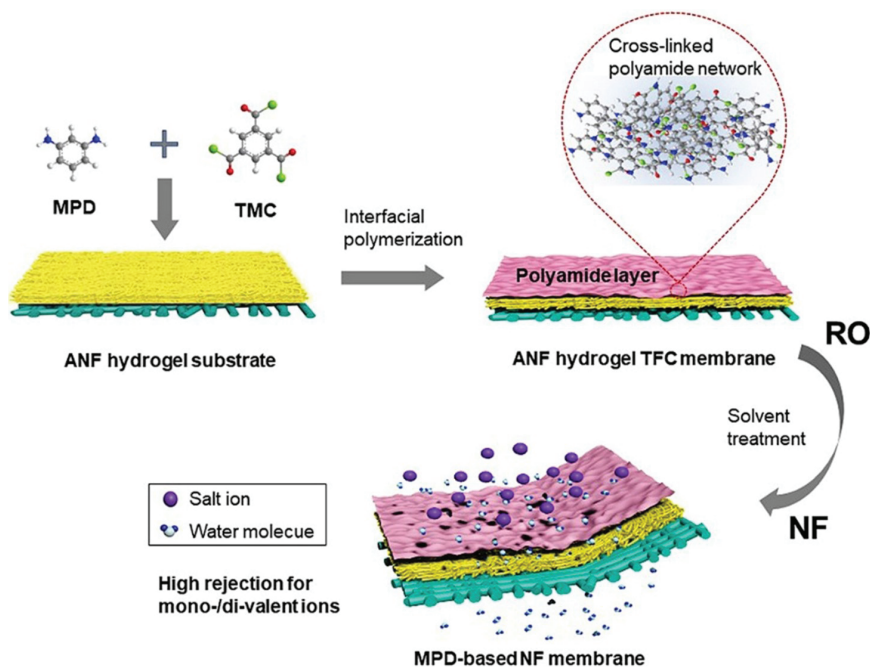 Cross-linked
polyamide network
MPD
TMC
Interfacial
polymerization
Polyamide layer
ANF hydrogel substrate
ANF hydrogel TFC membrane
RO
Solvent
treatment
NF
Salt ion
Water molecue
High rejection for
mono-/di-valent ions
MPD-based NF membrane